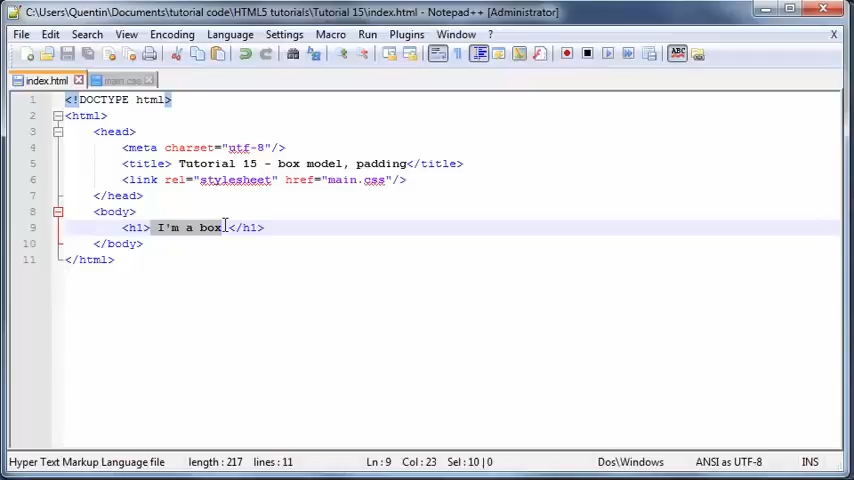 C:\Users\Quentin\Documents\tutorial code\HTML5 tutorials\Tutorial 15\index.html - Notepad++ [Administrator]
File Edit Search View Encoding Language Settings Macro Run Plugins Window ? X
ABC
index.html main.css
1 <!DOCTYPE html>
2 <html>
3 <head>
4 <meta charset="utf-8"/>
5 <title> Tutorial 15 - box model, padding</title>
6 <link rel="stylesheet" href="main.css"/>
7 </head>
8 <body>
9 <h1> I'm a box </h1>
10 </body>
11 </html>
Hyper Text Markup Language file length : 217 lines : 11 Ln : 9 Col : 23 Sel : 10 | 0 Dos\Windows ANSI as UTF-8 INS